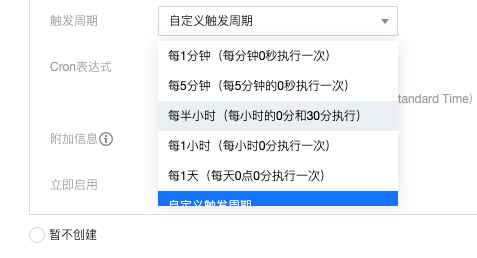 触发周期
自定义触发周期
每1分钟（每分钟0秒执行一次）
Cron表达式
每5分钟（每5分钟的0秒执行一次）
tandard Time)
每半小时（每小时的0分和30分执行）
附加信息
每1小时（每小时0分执行一次）
每1天（每天0点0分执行一次）
立即启用
自定义触发周期
暂不创建